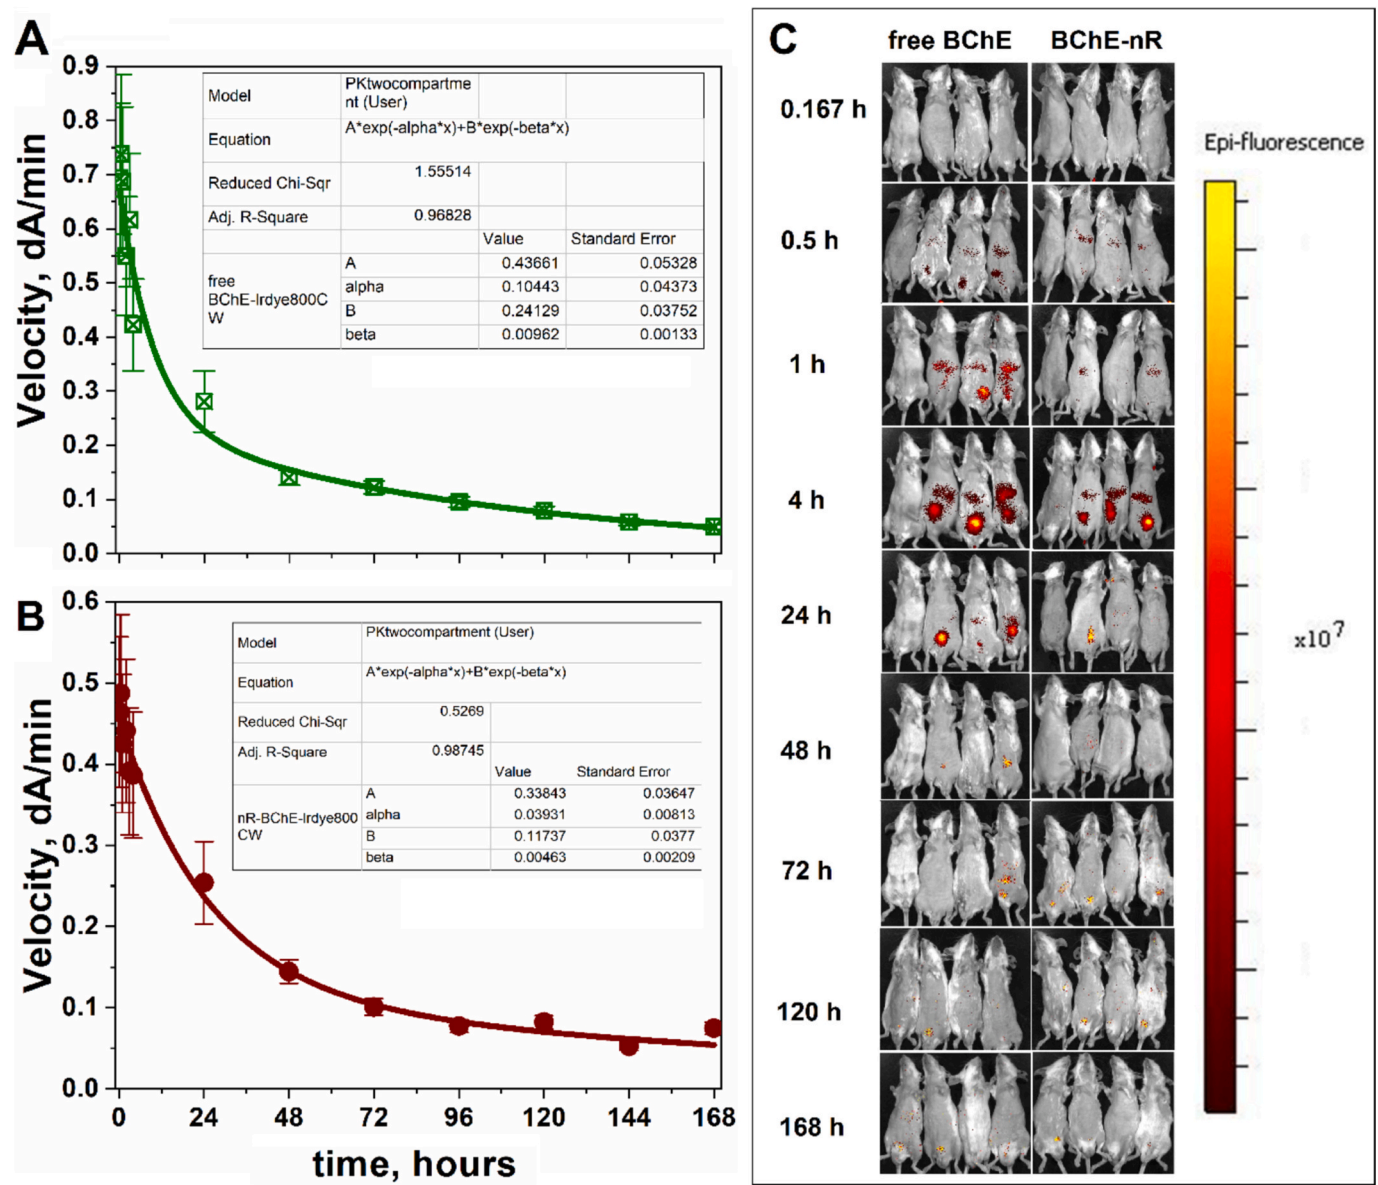 A
0.9
0.8
0.7
0.6
0.5
0.4
0.3
0.2
0.1
0.0
Velocity, dA/min
Model PKtwocompartme
nt (User)
Equation A*exp(-alpha*x)+B*exp(-beta*x)
Reduced Chi-Sqr 1.55514
Adj. R-Square 0.96828
Value Standard Error
free
BChE-Irdye800C
W
A 0.43661 0.05328
alpha 0.10443 0.04373
B 0.24129 0.03752
beta 0.00962 0.00133
B
0.6
0.5
0.4
0.3
0.2
0.1
0.0
Velocity, dA/min
Model PKtwocompartment (User)
Equation A*exp(-alpha*x)+B*exp(-beta*x)
Reduced Chi-Sqr 0.5269
Adj. R-Square 0.98745
Value Standard Error
nR-BChE-Irdye800
CW
A 0.33843 0.03647
alpha 0.03931 0.00813
B 0.11737 0.0377
beta 0.00463 0.00209
0 24 48 72 96 120 144 168
time, hours
C
free BChE BChE-nR
0.167 h
0.5 h
1 h
4 h
24 h
48 h
72 h
120 h
168 h
Epi-fluorescence
x10⁷